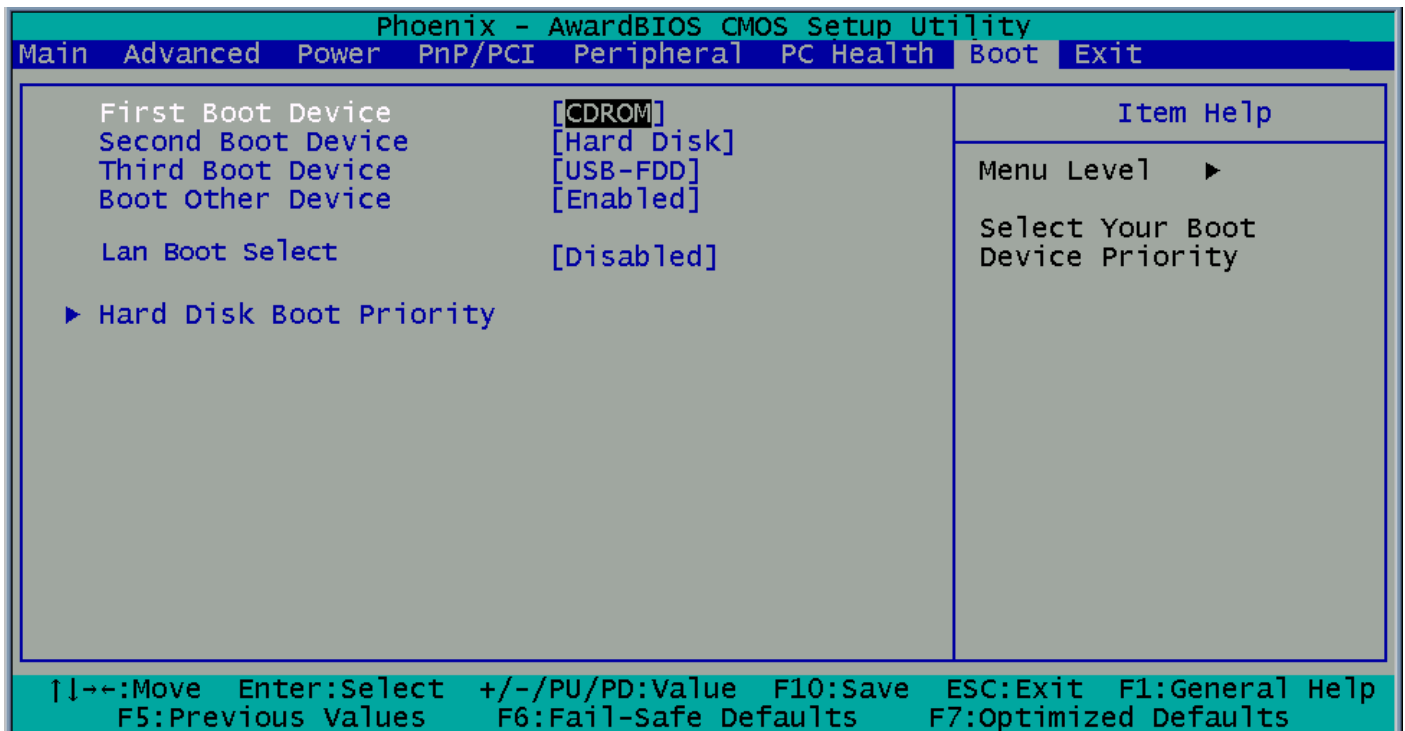 Phoenix - AwardBIOS CMOS Setup Utility
Main Advanced Power PnP/PCI Peripheral PC Health Boot Exit
First Boot Device [CDROM]
Second Boot Device [Hard Disk]
Third Boot Device [USB-FDD]
Boot Other Device [Enabled]
Lan Boot Select [Disabled]
▶ Hard Disk Boot Priority
Item Help
Menu Level ▶
Select Your Boot
Device Priority
↑↓→←:Move Enter:Select +/-/PU/PD:Value F10:Save ESC:Exit F1:General Help
F5:Previous Values F6:Fail-Safe Defaults F7:Optimized Defaults